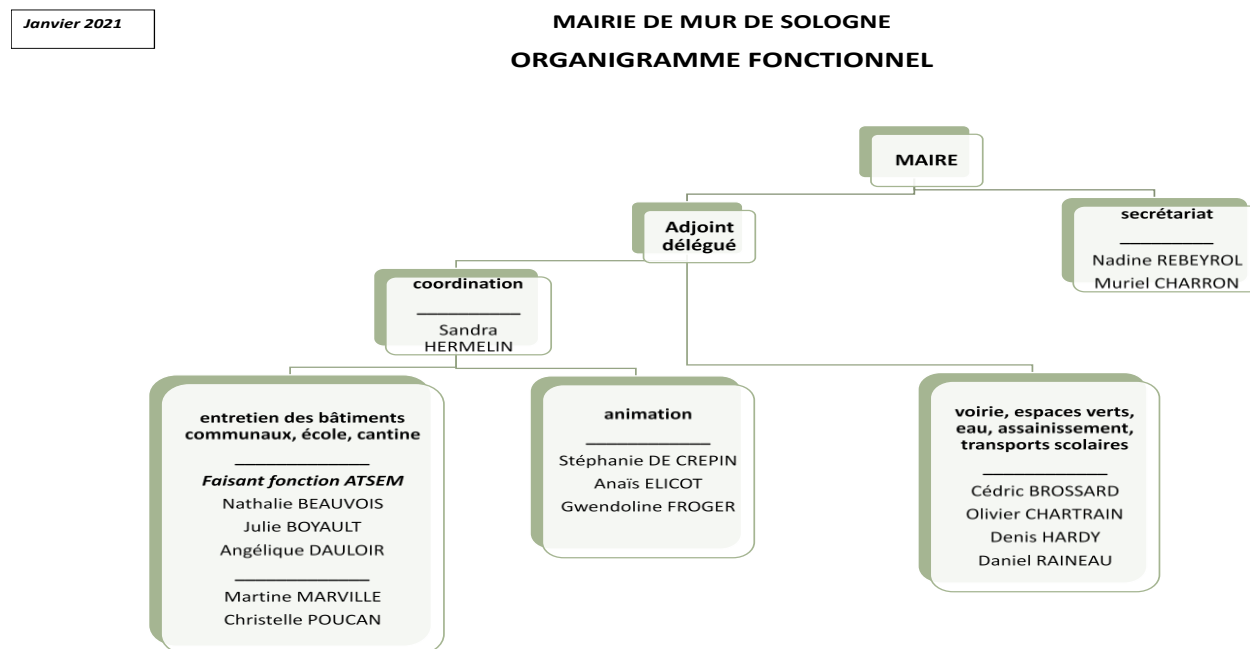 Janvier 2021
MAIRIE DE MUR DE SOLOGNE
ORGANIGRAMME FONCTIONNEL
MAIRE
secrétariat
Nadine REBEYROL
Muriel CHARRON
Adjoint
délégué
coordination
Sandra
HERMELIN
entretien des bâtiments
communaux, école, cantine
Faisant fonction ATSEM
Nathalie BEAUVOIS
Julie BOYAULT
Angélique DAULOIR
Martine MARVILLE
Christelle POUCAN
animation
Stéphanie DE CREPIN
Anaïs ELICOT
Gwendoline FROGER
voirie, espaces verts,
eau, assainissement,
transports scolaires
Cédric BROSSARD
Olivier CHARTRAIN
Denis HARDY
Daniel RAINEAU